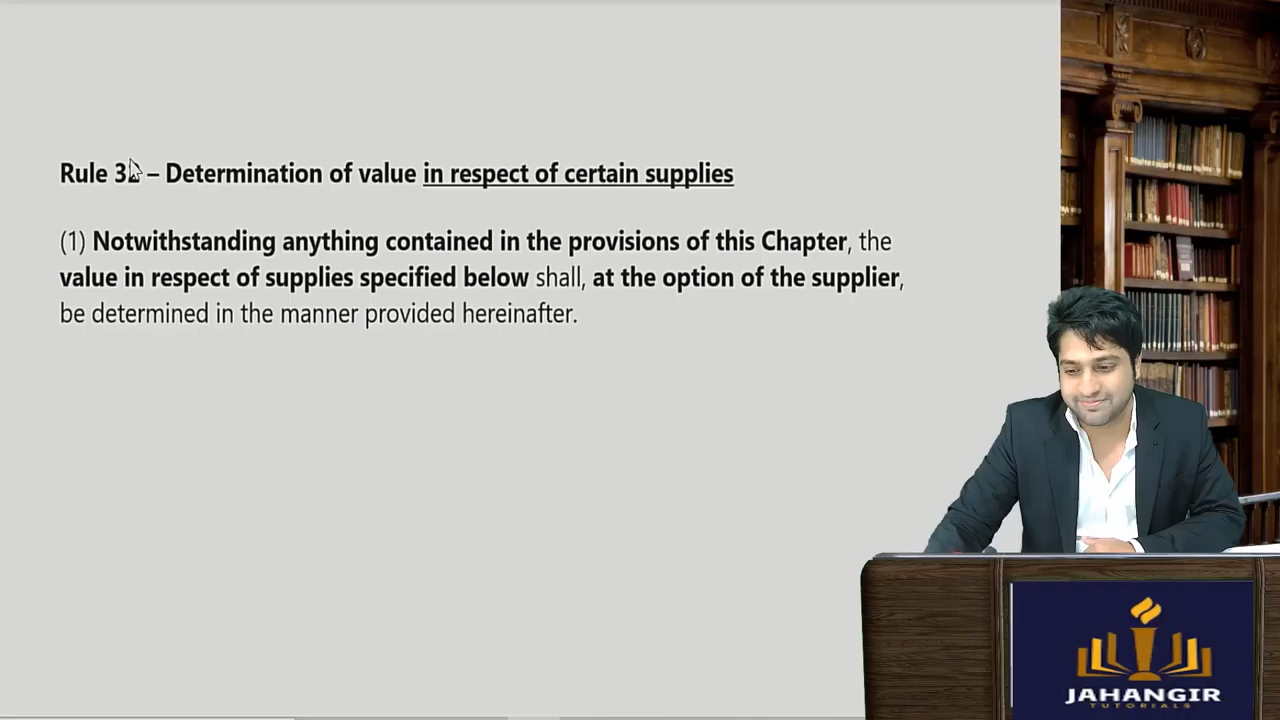 Rule 32 – Determination of value in respect of certain supplies
(1) Notwithstanding anything contained in the provisions of this Chapter, the
value in respect of supplies specified below shall, at the option of the supplier,
be determined in the manner provided hereinafter.
JAHANGIR
TUTORIALS